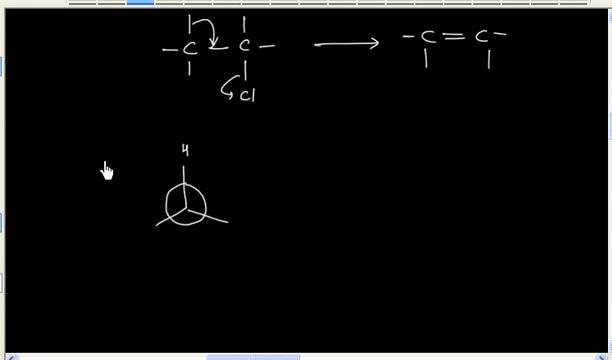 -C-C- → -C=C-
Cl
H